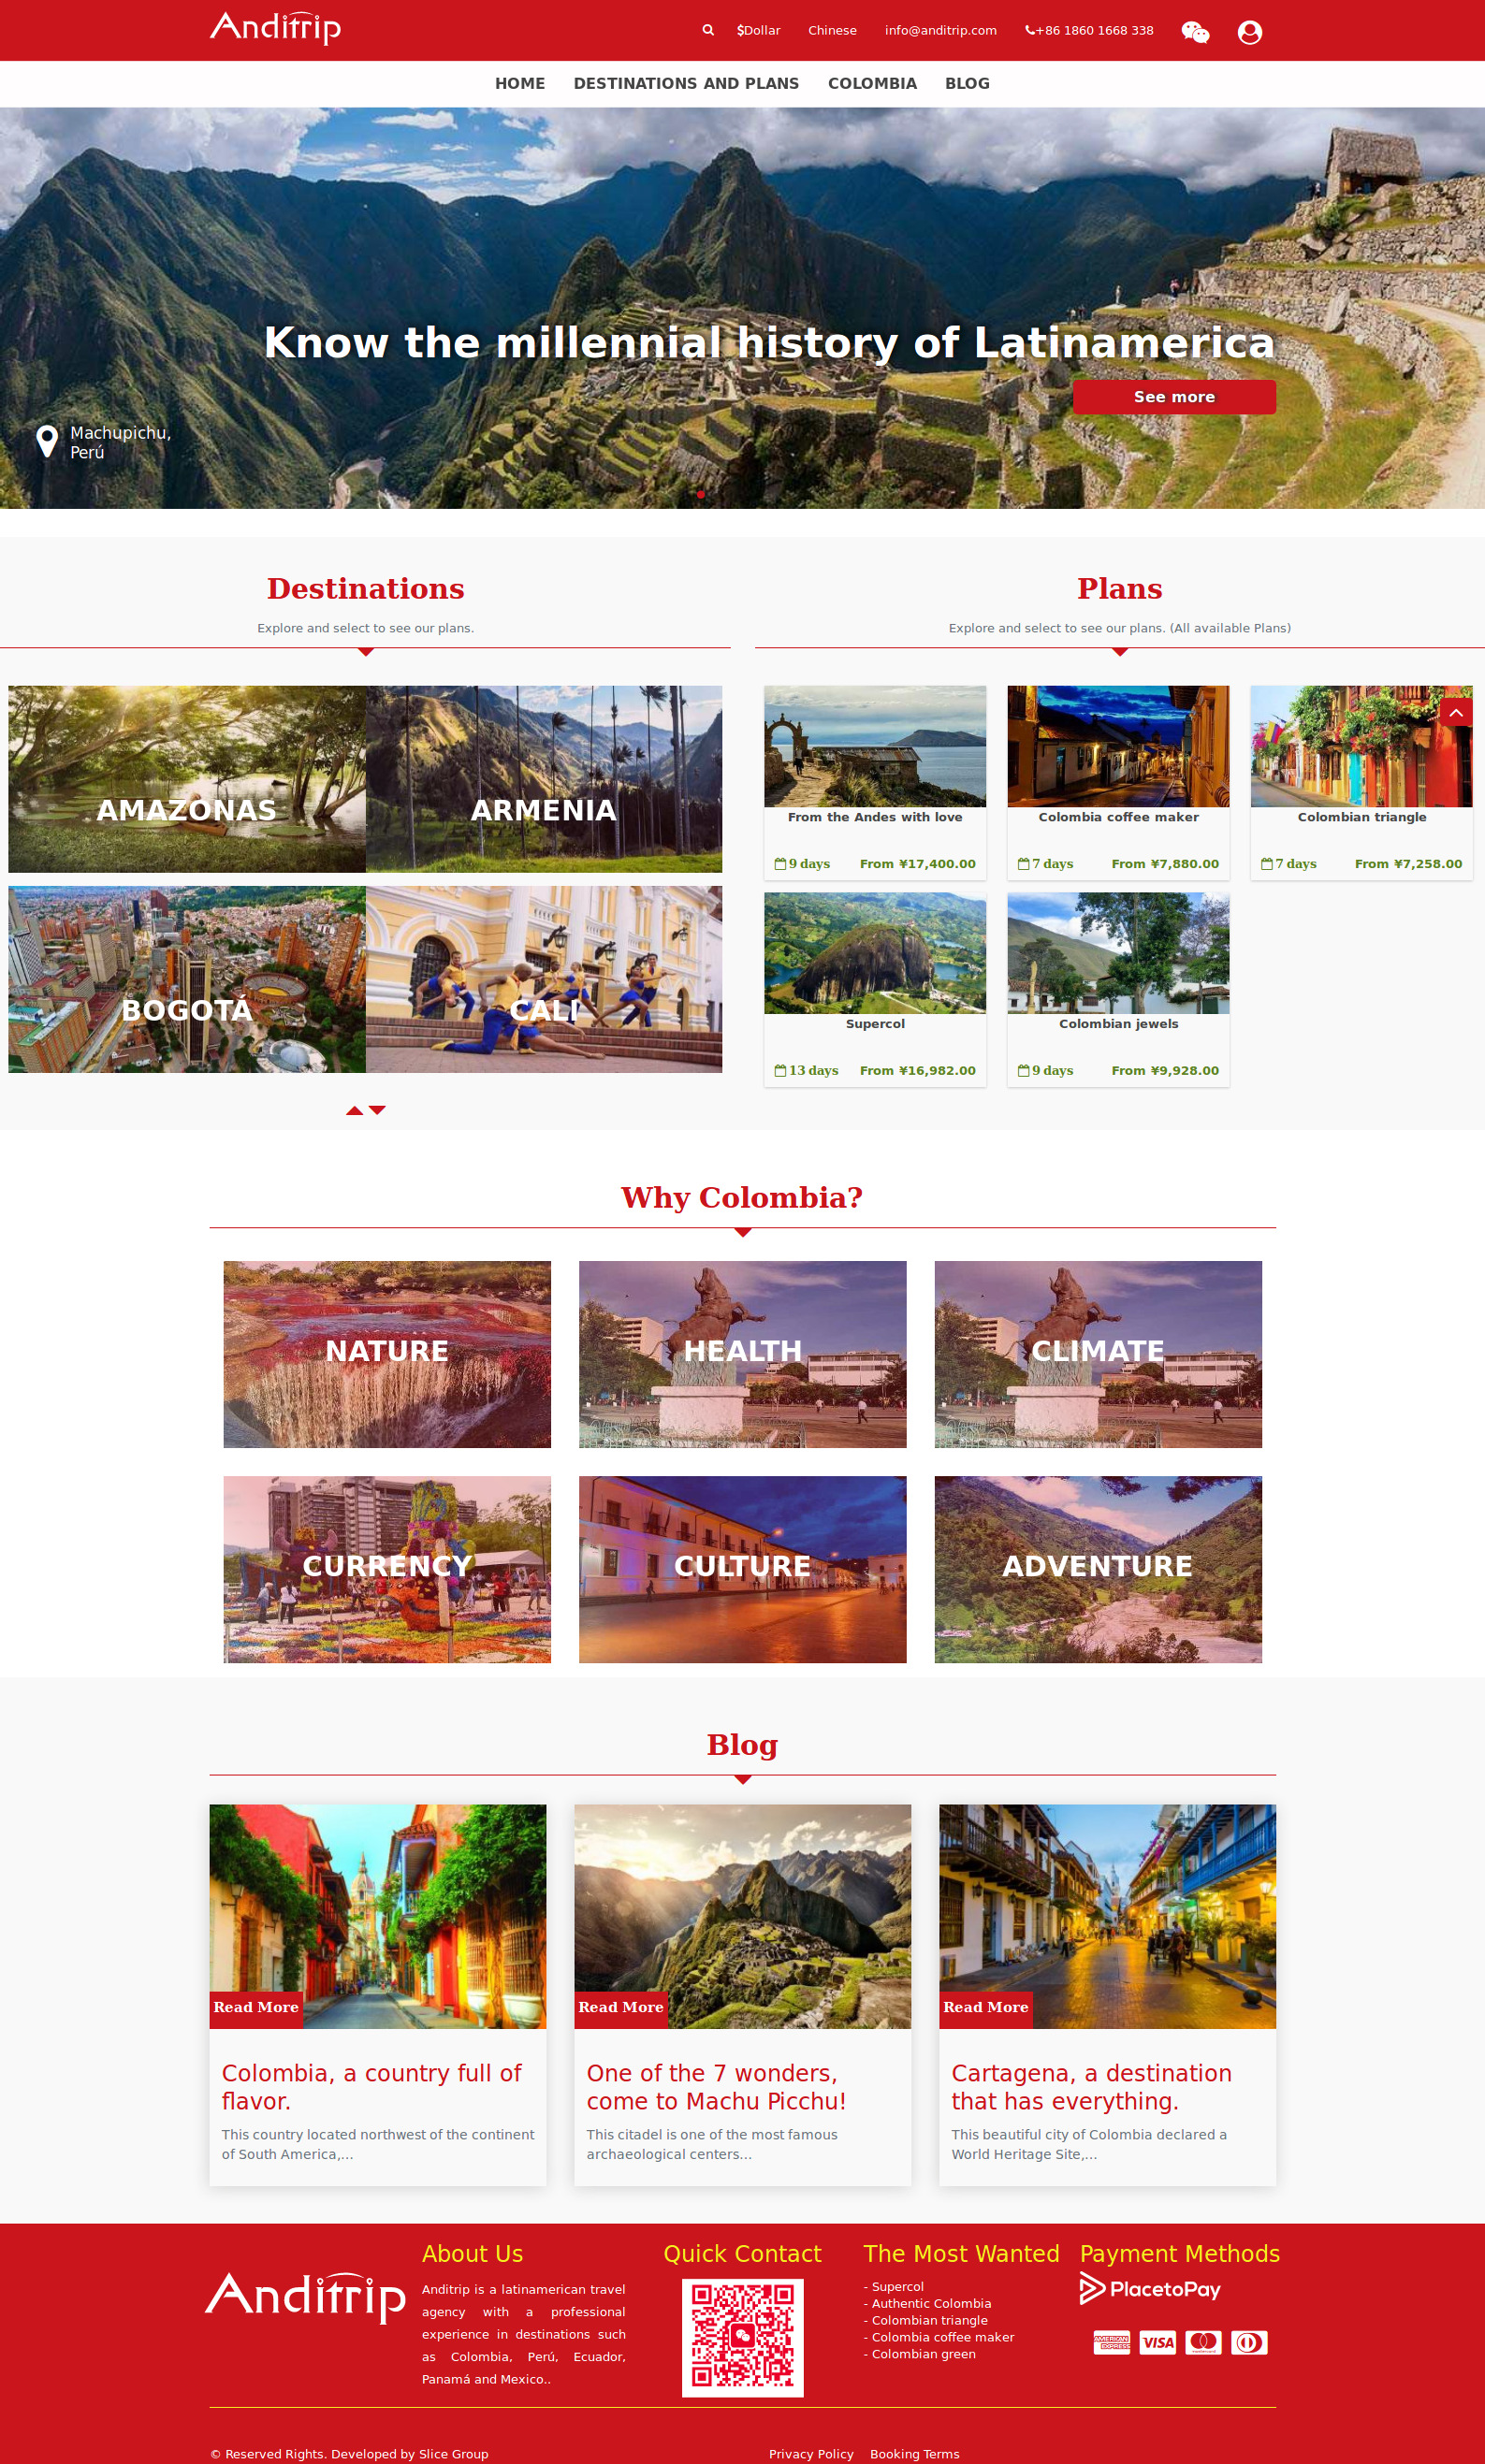 Anditrip
$Dollar
Chinese
info@anditrip.com
+86 1860 1668 338
HOME
DESTINATIONS AND PLANS
COLOMBIA
BLOG
Know the millennial history of Latinamerica
See more
Machupichu,
Perú
Destinations
Explore and select to see our plans.
Plans
Explore and select to see our plans. (All available Plans)
AMAZONAS
ARMENIA
BOGOTÁ
CALI
From the Andes with love
9 days
From ¥17,400.00
Colombia coffee maker
7 days
From ¥7,880.00
Colombian triangle
7 days
From ¥7,258.00
Supercol
13 days
From ¥16,982.00
Colombian jewels
9 days
From ¥9,928.00
Why Colombia?
NATURE
HEALTH
CLIMATE
CURRENCY
CULTURE
ADVENTURE
Blog
Read More
Colombia, a country full of
flavor.
This country located northwest of the continent
of South America,...
Read More
One of the 7 wonders,
come to Machu Picchu!
This citadel is one of the most famous
archaeological centers...
Read More
Cartagena, a destination
that has everything.
This beautiful city of Colombia declared a
World Heritage Site,...
Anditrip
About Us
Anditrip is a latinamerican travel
agency with a professional
experience in destinations such
as Colombia, Perú, Ecuador,
Panamá and Mexico..
Quick Contact
The Most Wanted
- Supercol
- Authentic Colombia
- Colombian triangle
- Colombia coffee maker
- Colombian green
Payment Methods
PlacetoPay
AMERICAN
EXPRESS
VISA
mastercard
© Reserved Rights. Developed by Slice Group
Privacy Policy
Booking Terms